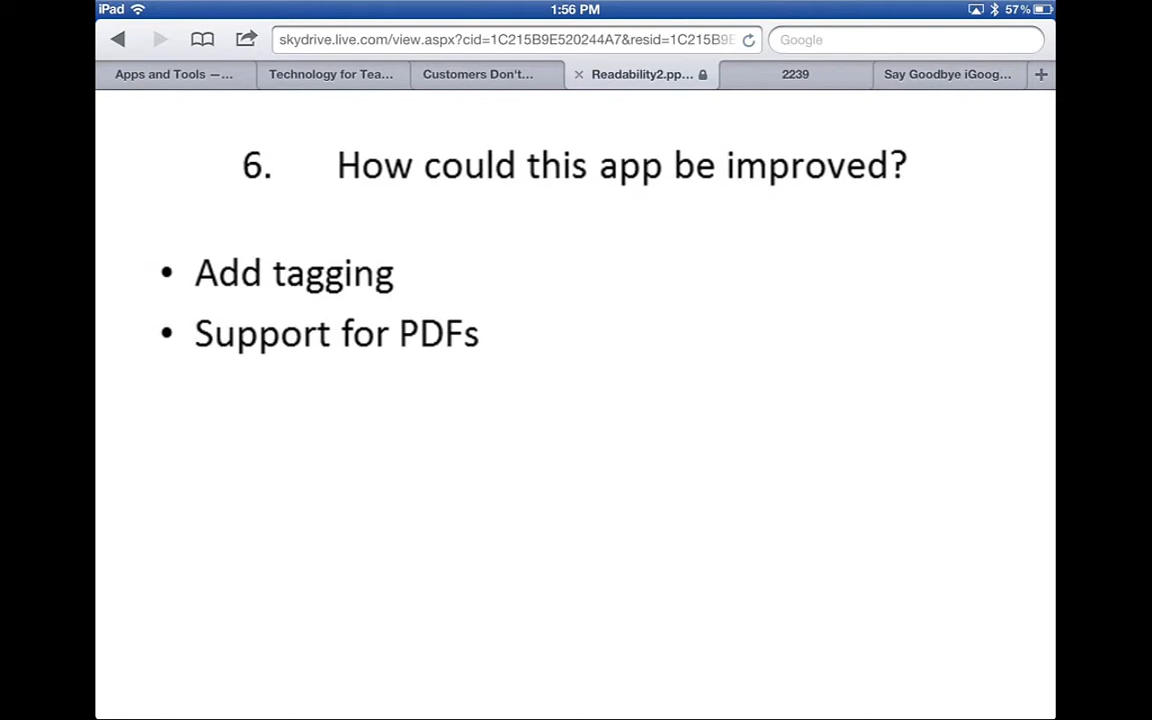 iPad 1:56 PM 57%
skydrive.live.com/view.aspx?cid=1C215B9E520244A7&resid=1C215B9E Google
Apps and Tools —... Technology for Tea... Customers Don't... Readability2.pp... 2239 Say Goodbye iGoog...
6. How could this app be improved?
• Add tagging
• Support for PDFs